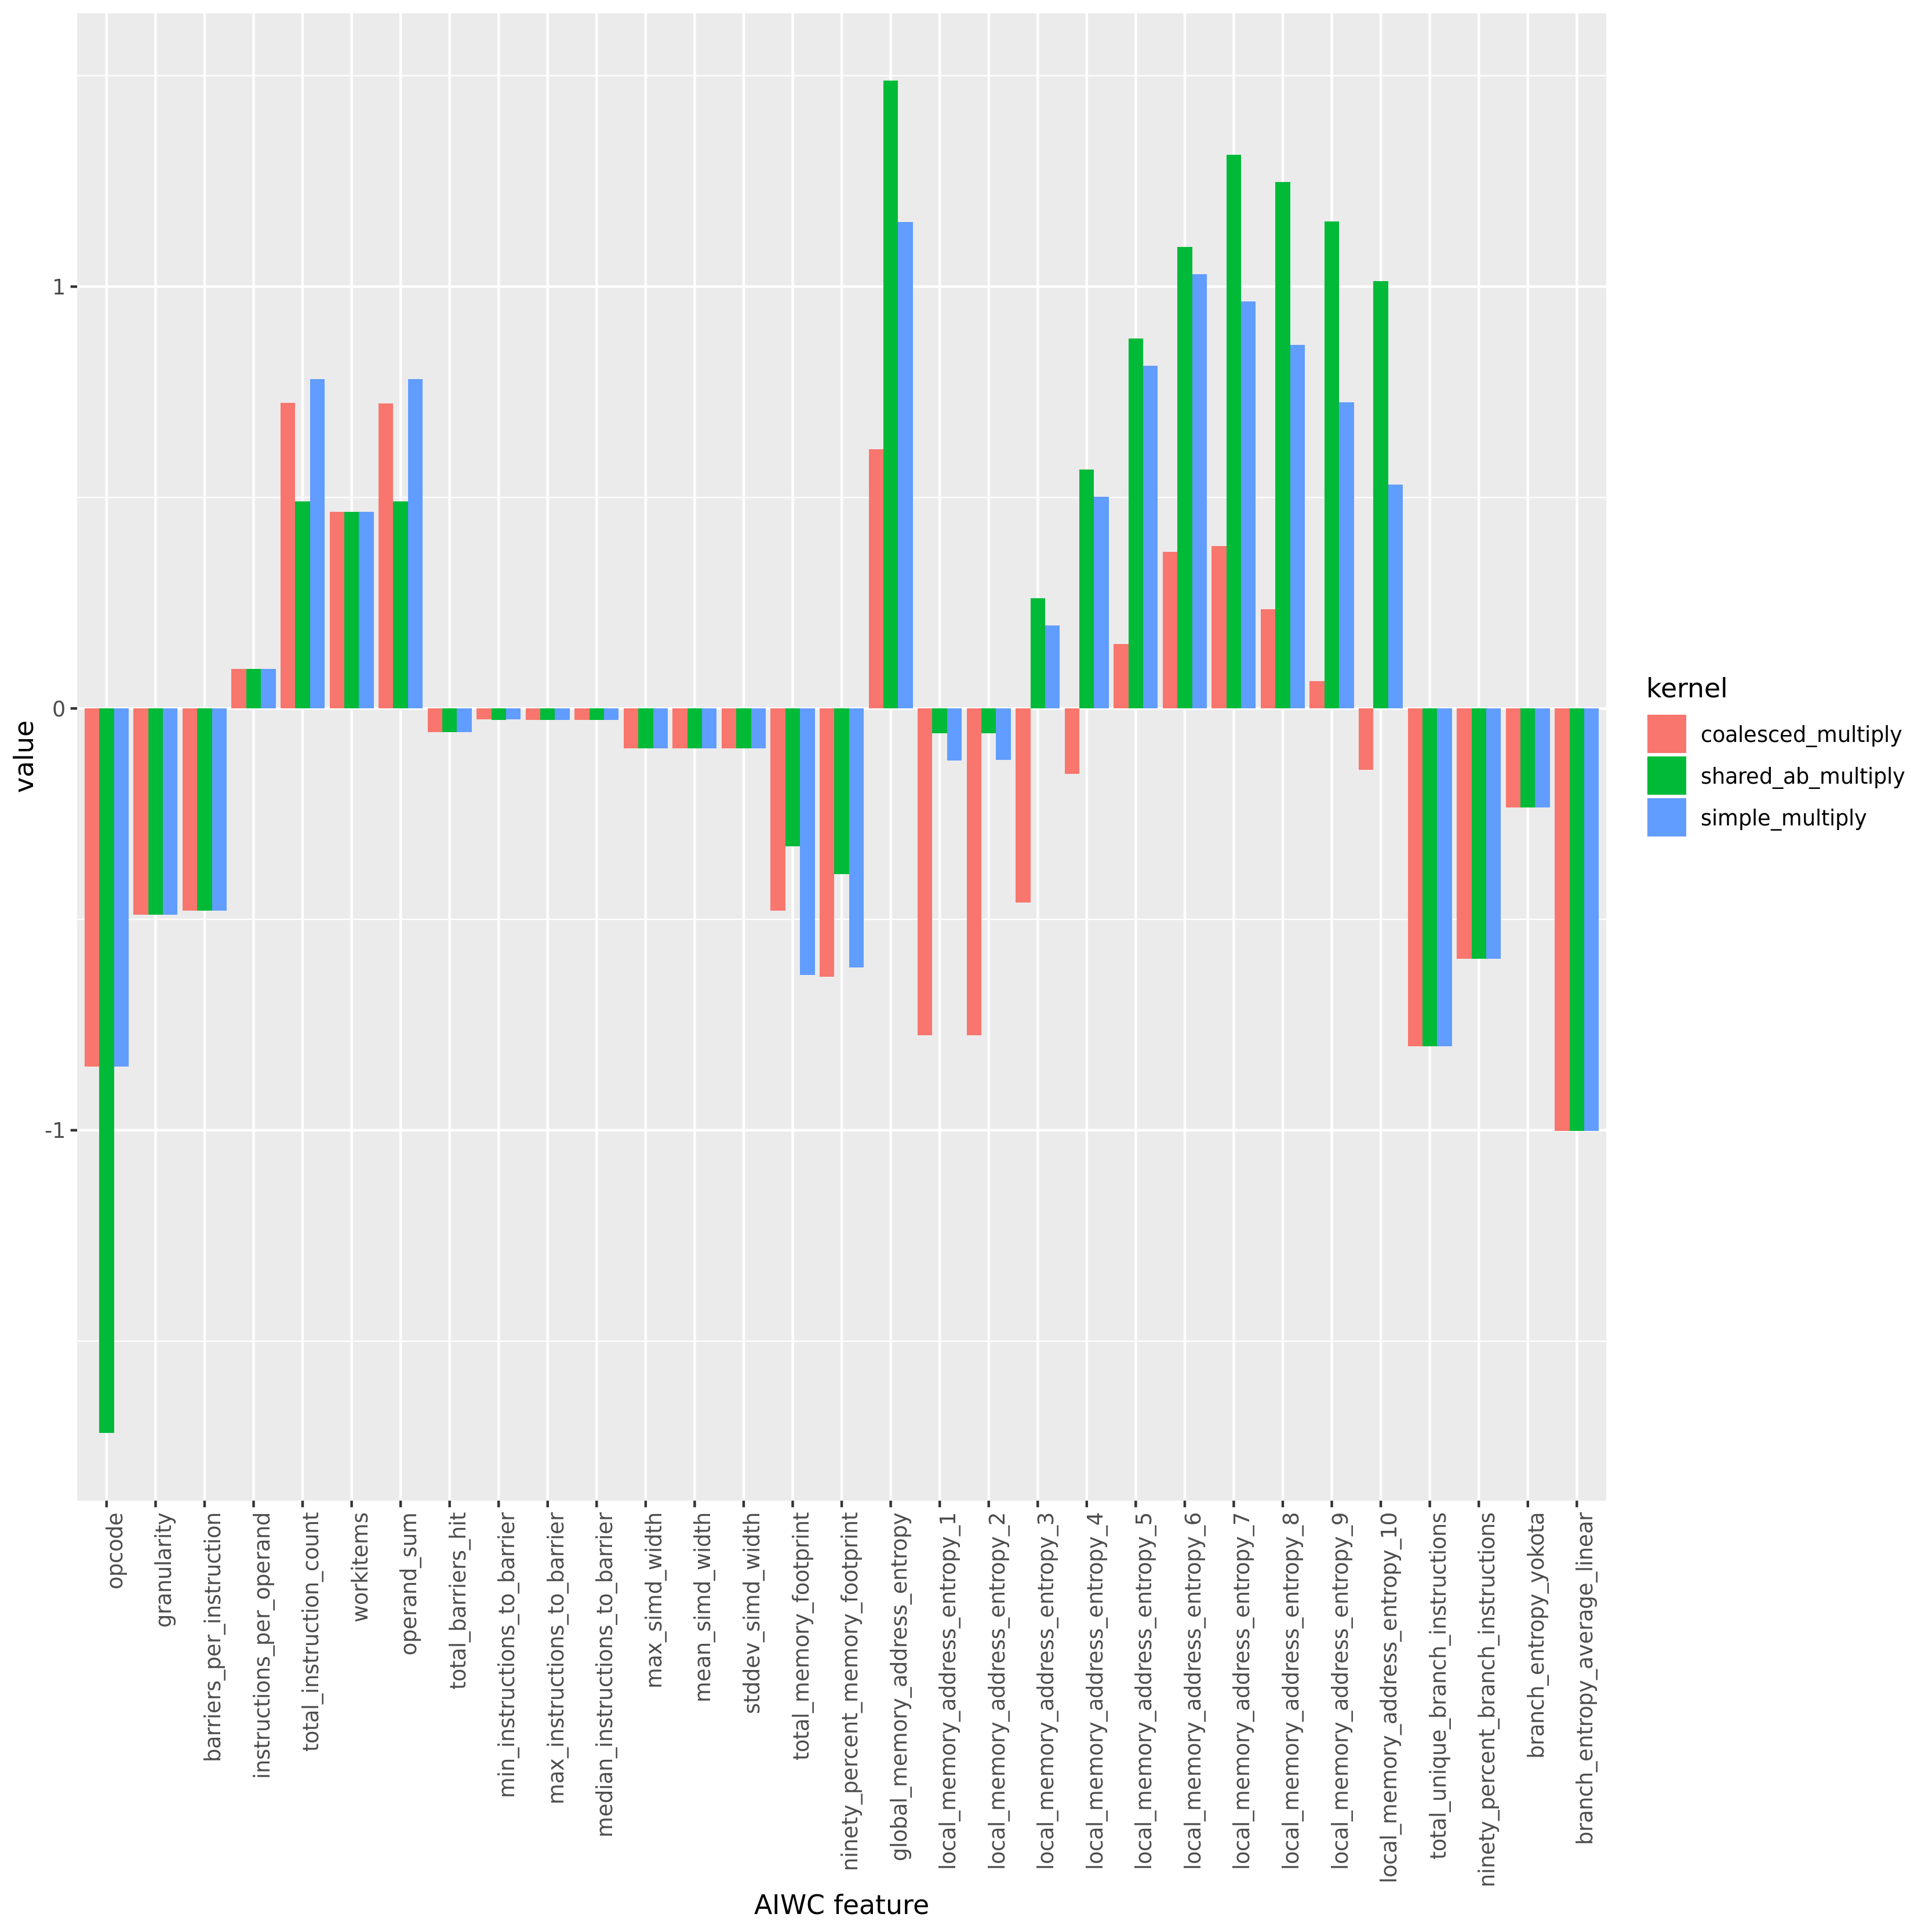 1
0
-1
value
opcode
granularity
barriers_per_instruction
instructions_per_operand
total_instruction_count
workitems
operand_sum
total_barriers_hit
min_instructions_to_barrier
max_instructions_to_barrier
median_instructions_to_barrier
max_simd_width
mean_simd_width
stddev_simd_width
total_memory_footprint
ninety_percent_memory_footprint
global_memory_address_entropy
local_memory_address_entropy_1
local_memory_address_entropy_2
local_memory_address_entropy_3
local_memory_address_entropy_4
local_memory_address_entropy_5
local_memory_address_entropy_6
local_memory_address_entropy_7
local_memory_address_entropy_8
local_memory_address_entropy_9
local_memory_address_entropy_10
total_unique_branch_instructions
ninety_percent_branch_instructions
branch_entropy_yokota
branch_entropy_average_linear
AIWC feature
kernel
coalesced_multiply
shared_ab_multiply
simple_multiply